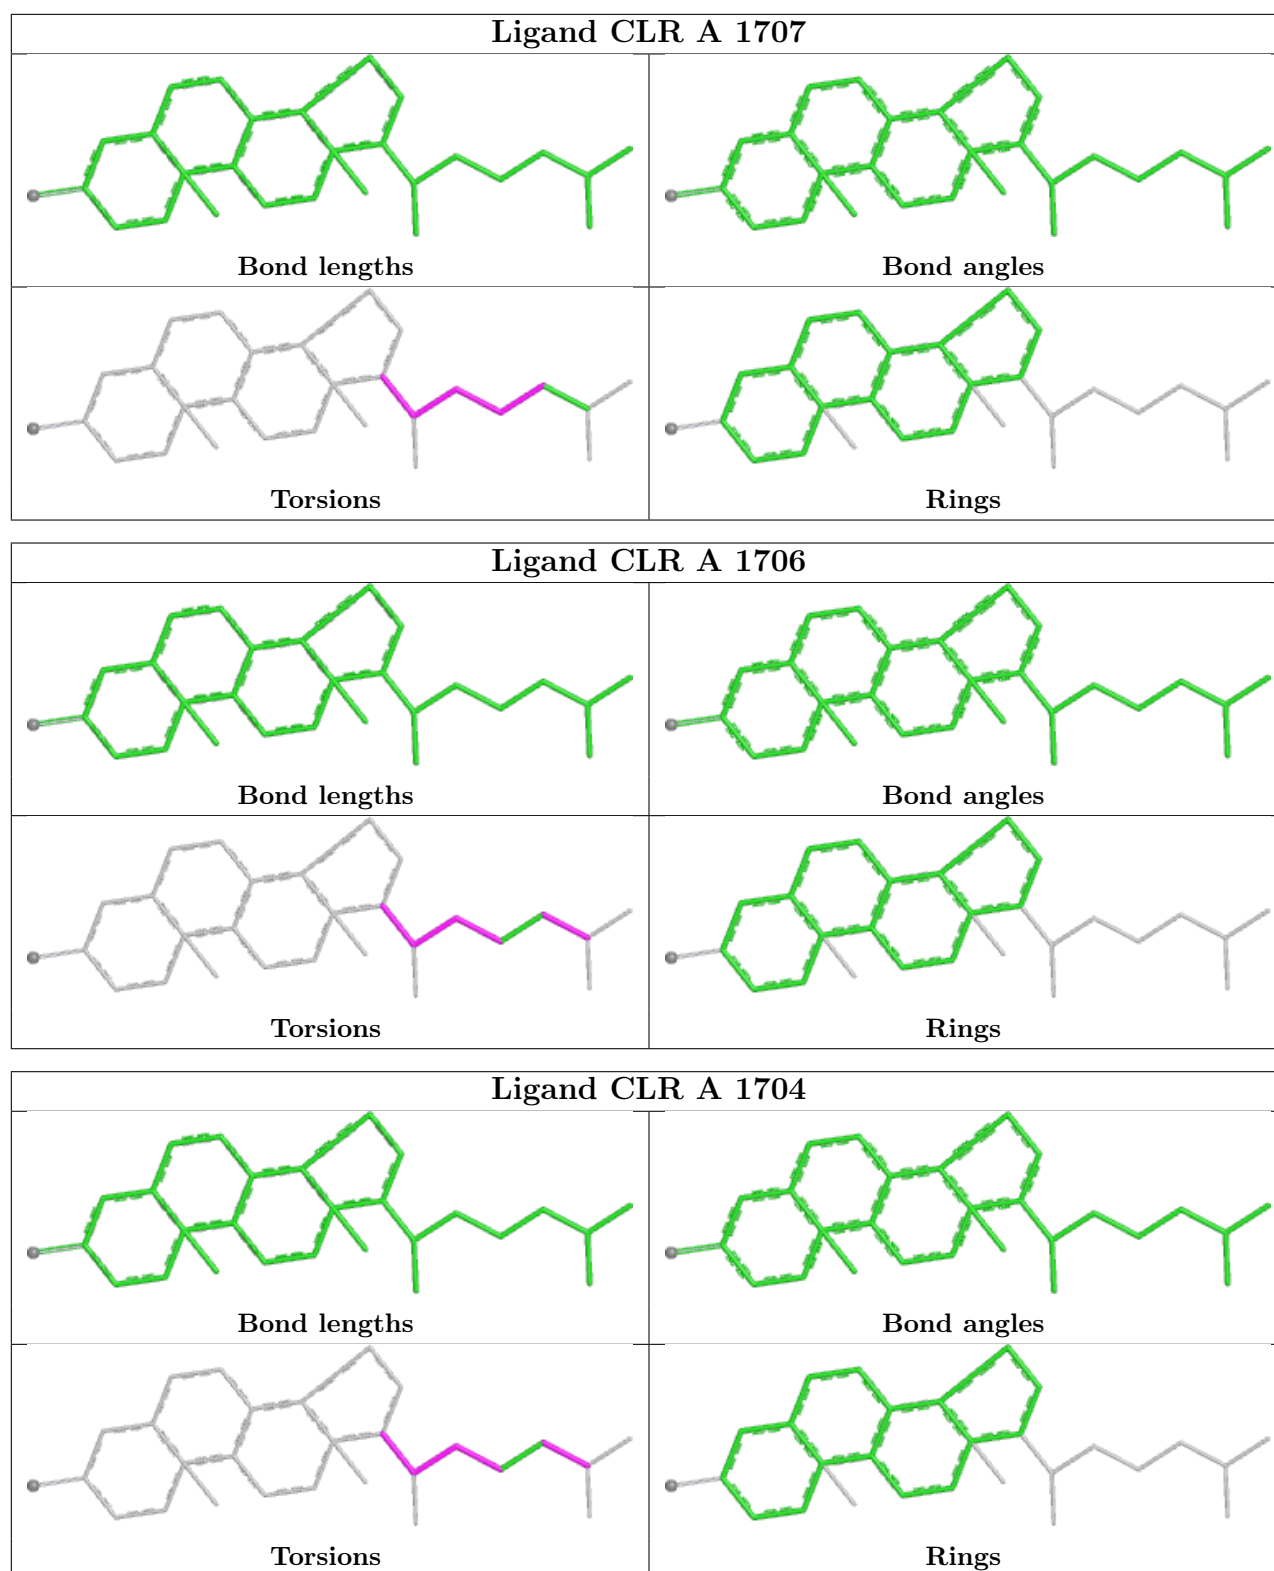 Ligand CLR A 1707
Bond lengths
Bond angles
Torsions
Rings
Ligand CLR A 1706
Bond lengths
Bond angles
Torsions
Rings
Ligand CLR A 1704
Bond lengths
Bond angles
Torsions
Rings